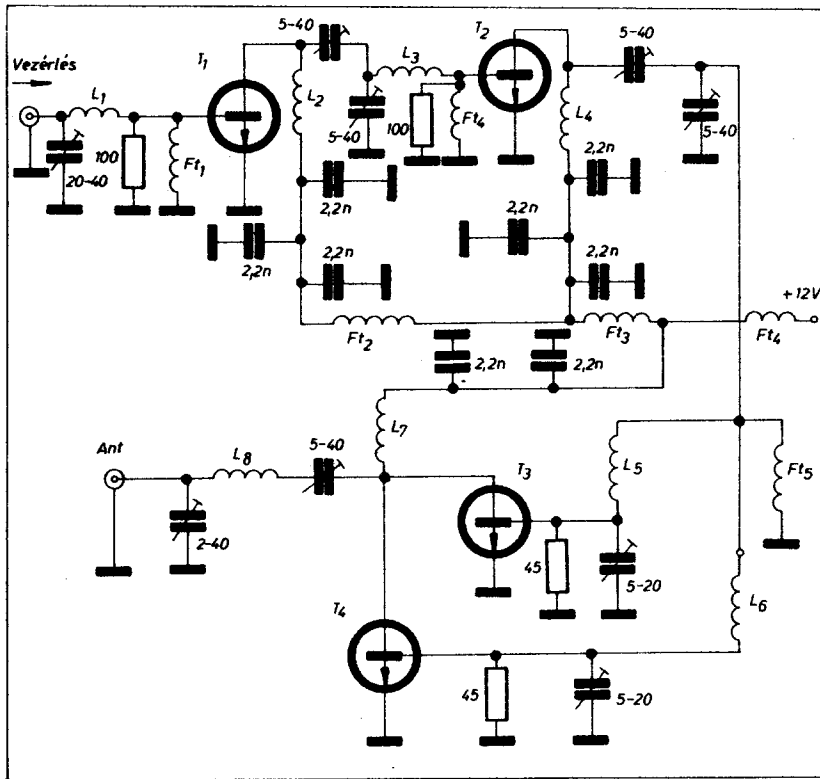 5-40
T1
T2
5-40
Vezérlés
L3
L1
L2
L4
5-40
100
Ft4
5-40
100
Ft1
20-40
2,2n
2,2n
2,2n
2,2n
2,2n
2,2n
+12V
Ft2
Ft3
Ft4
2,2n
2,2n
L7
Ant
5-40
L8
T3
L5
Ft5
2-40
45
5-20
T4
L6
45
5-20